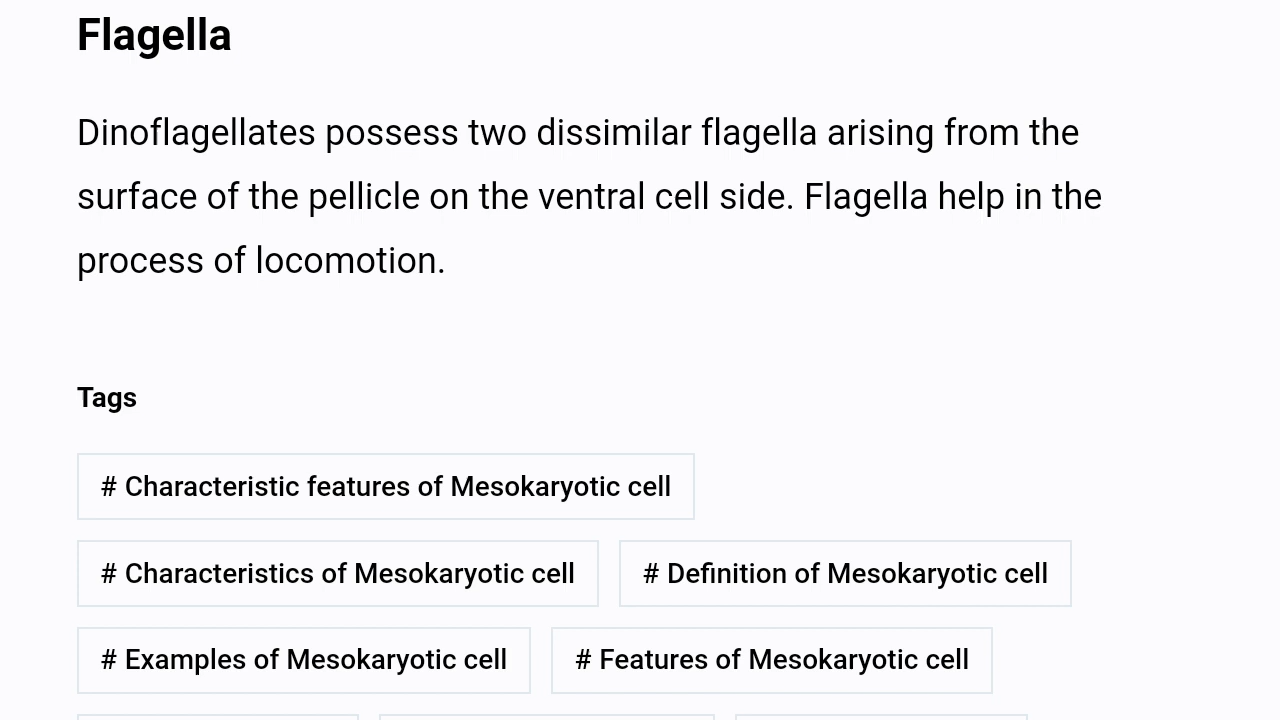 Flagella
Dinoflagellates possess two dissimilar flagella arising from the
surface of the pellicle on the ventral cell side. Flagella help in the
process of locomotion.
Tags
# Characteristic features of Mesokaryotic cell
# Characteristics of Mesokaryotic cell # Definition of Mesokaryotic cell
# Examples of Mesokaryotic cell # Features of Mesokaryotic cell